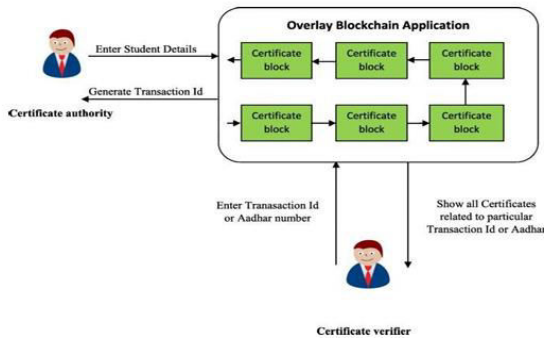 Overlay Blockchain Application
Enter Student Details
Certificate
block
Certificate
block
Certificate
block
Generate Transaction Id
Certificate authority
Certificate
block
Certificate
block
Certificate
block
Enter Tranasaction Id
or Aadhar number
Show all Certificates
related to particular
Transaction Id or Aadhar
Certificate verifier